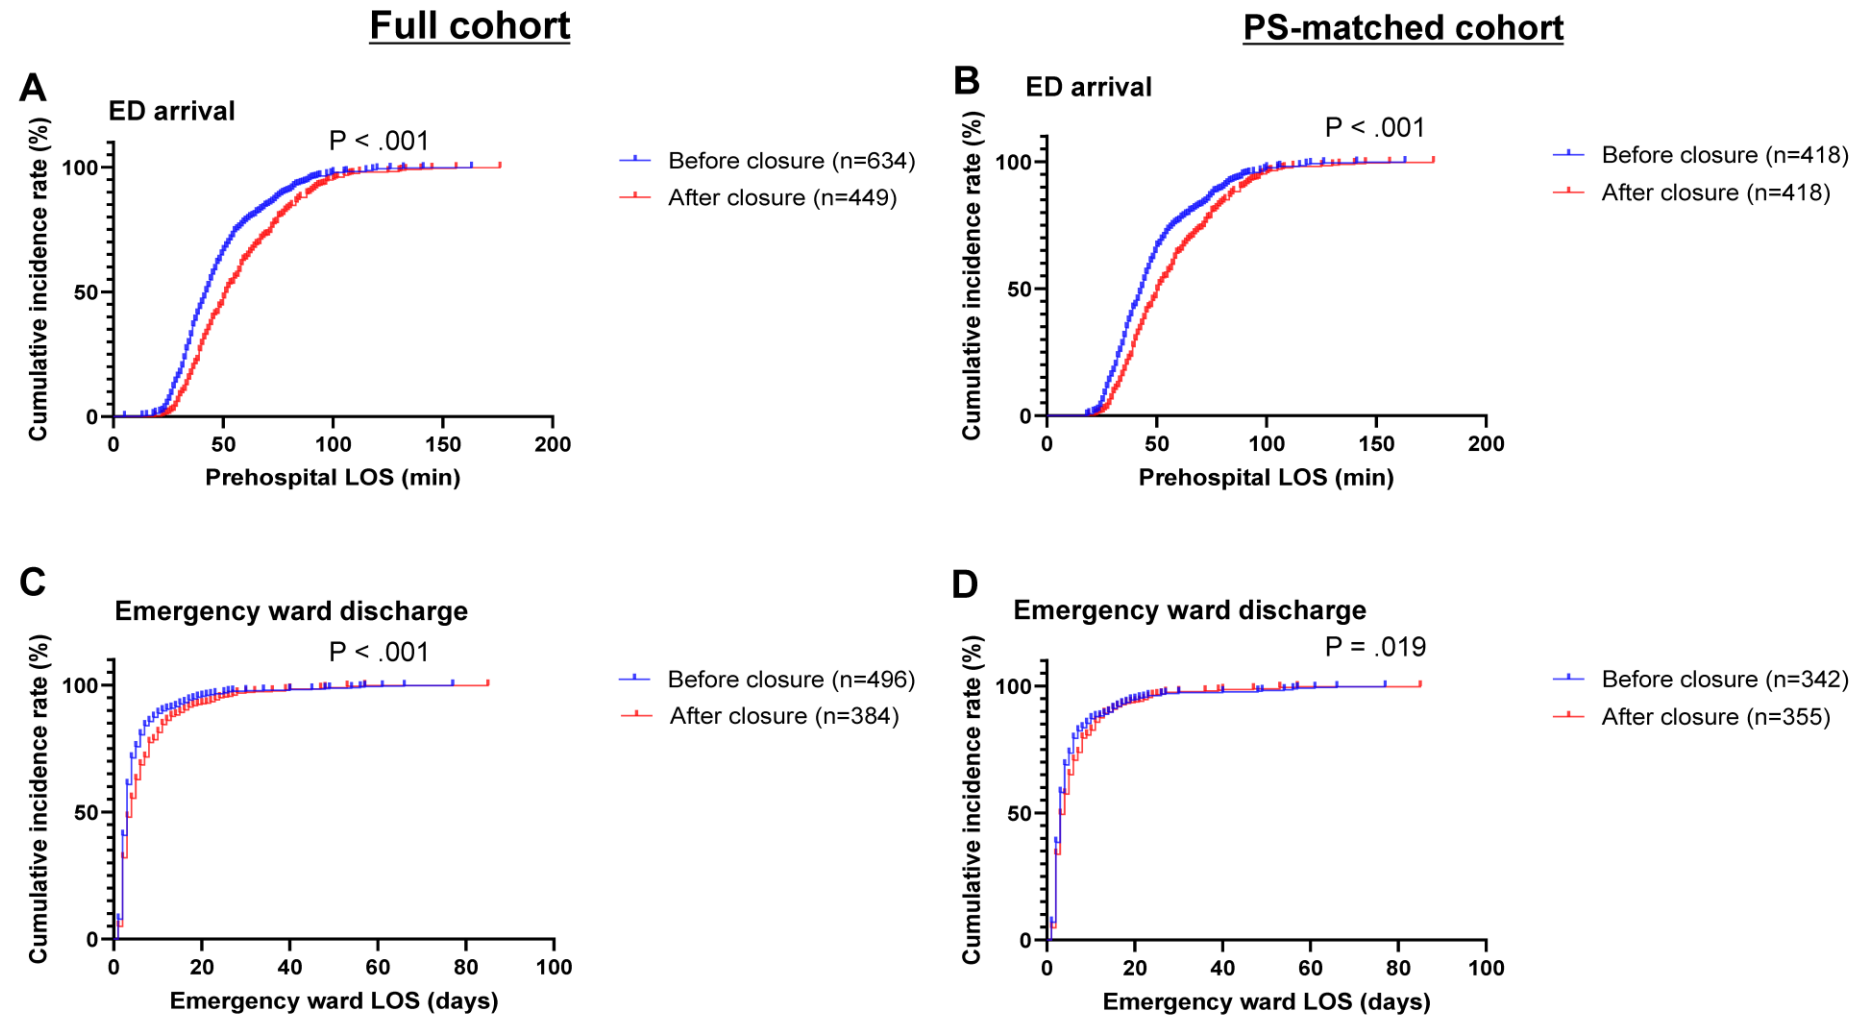 Full cohort
PS-matched cohort
A
ED arrival
P < .001
Cumulative incidence rate (%)
100
50
0
0 50 100 150 200
Prehospital LOS (min)
Before closure (n=634)
After closure (n=449)
B
ED arrival
P < .001
Cumulative incidence rate (%)
100
50
0
0 50 100 150 200
Prehospital LOS (min)
Before closure (n=418)
After closure (n=418)
C
Emergency ward discharge
P < .001
Cumulative incidence rate (%)
100
50
0
0 20 40 60 80 100
Emergency ward LOS (days)
Before closure (n=496)
After closure (n=384)
D
Emergency ward discharge
P = .019
Cumulative incidence rate (%)
100
50
0
0 20 40 60 80 100
Emergency ward LOS (days)
Before closure (n=342)
After closure (n=355)